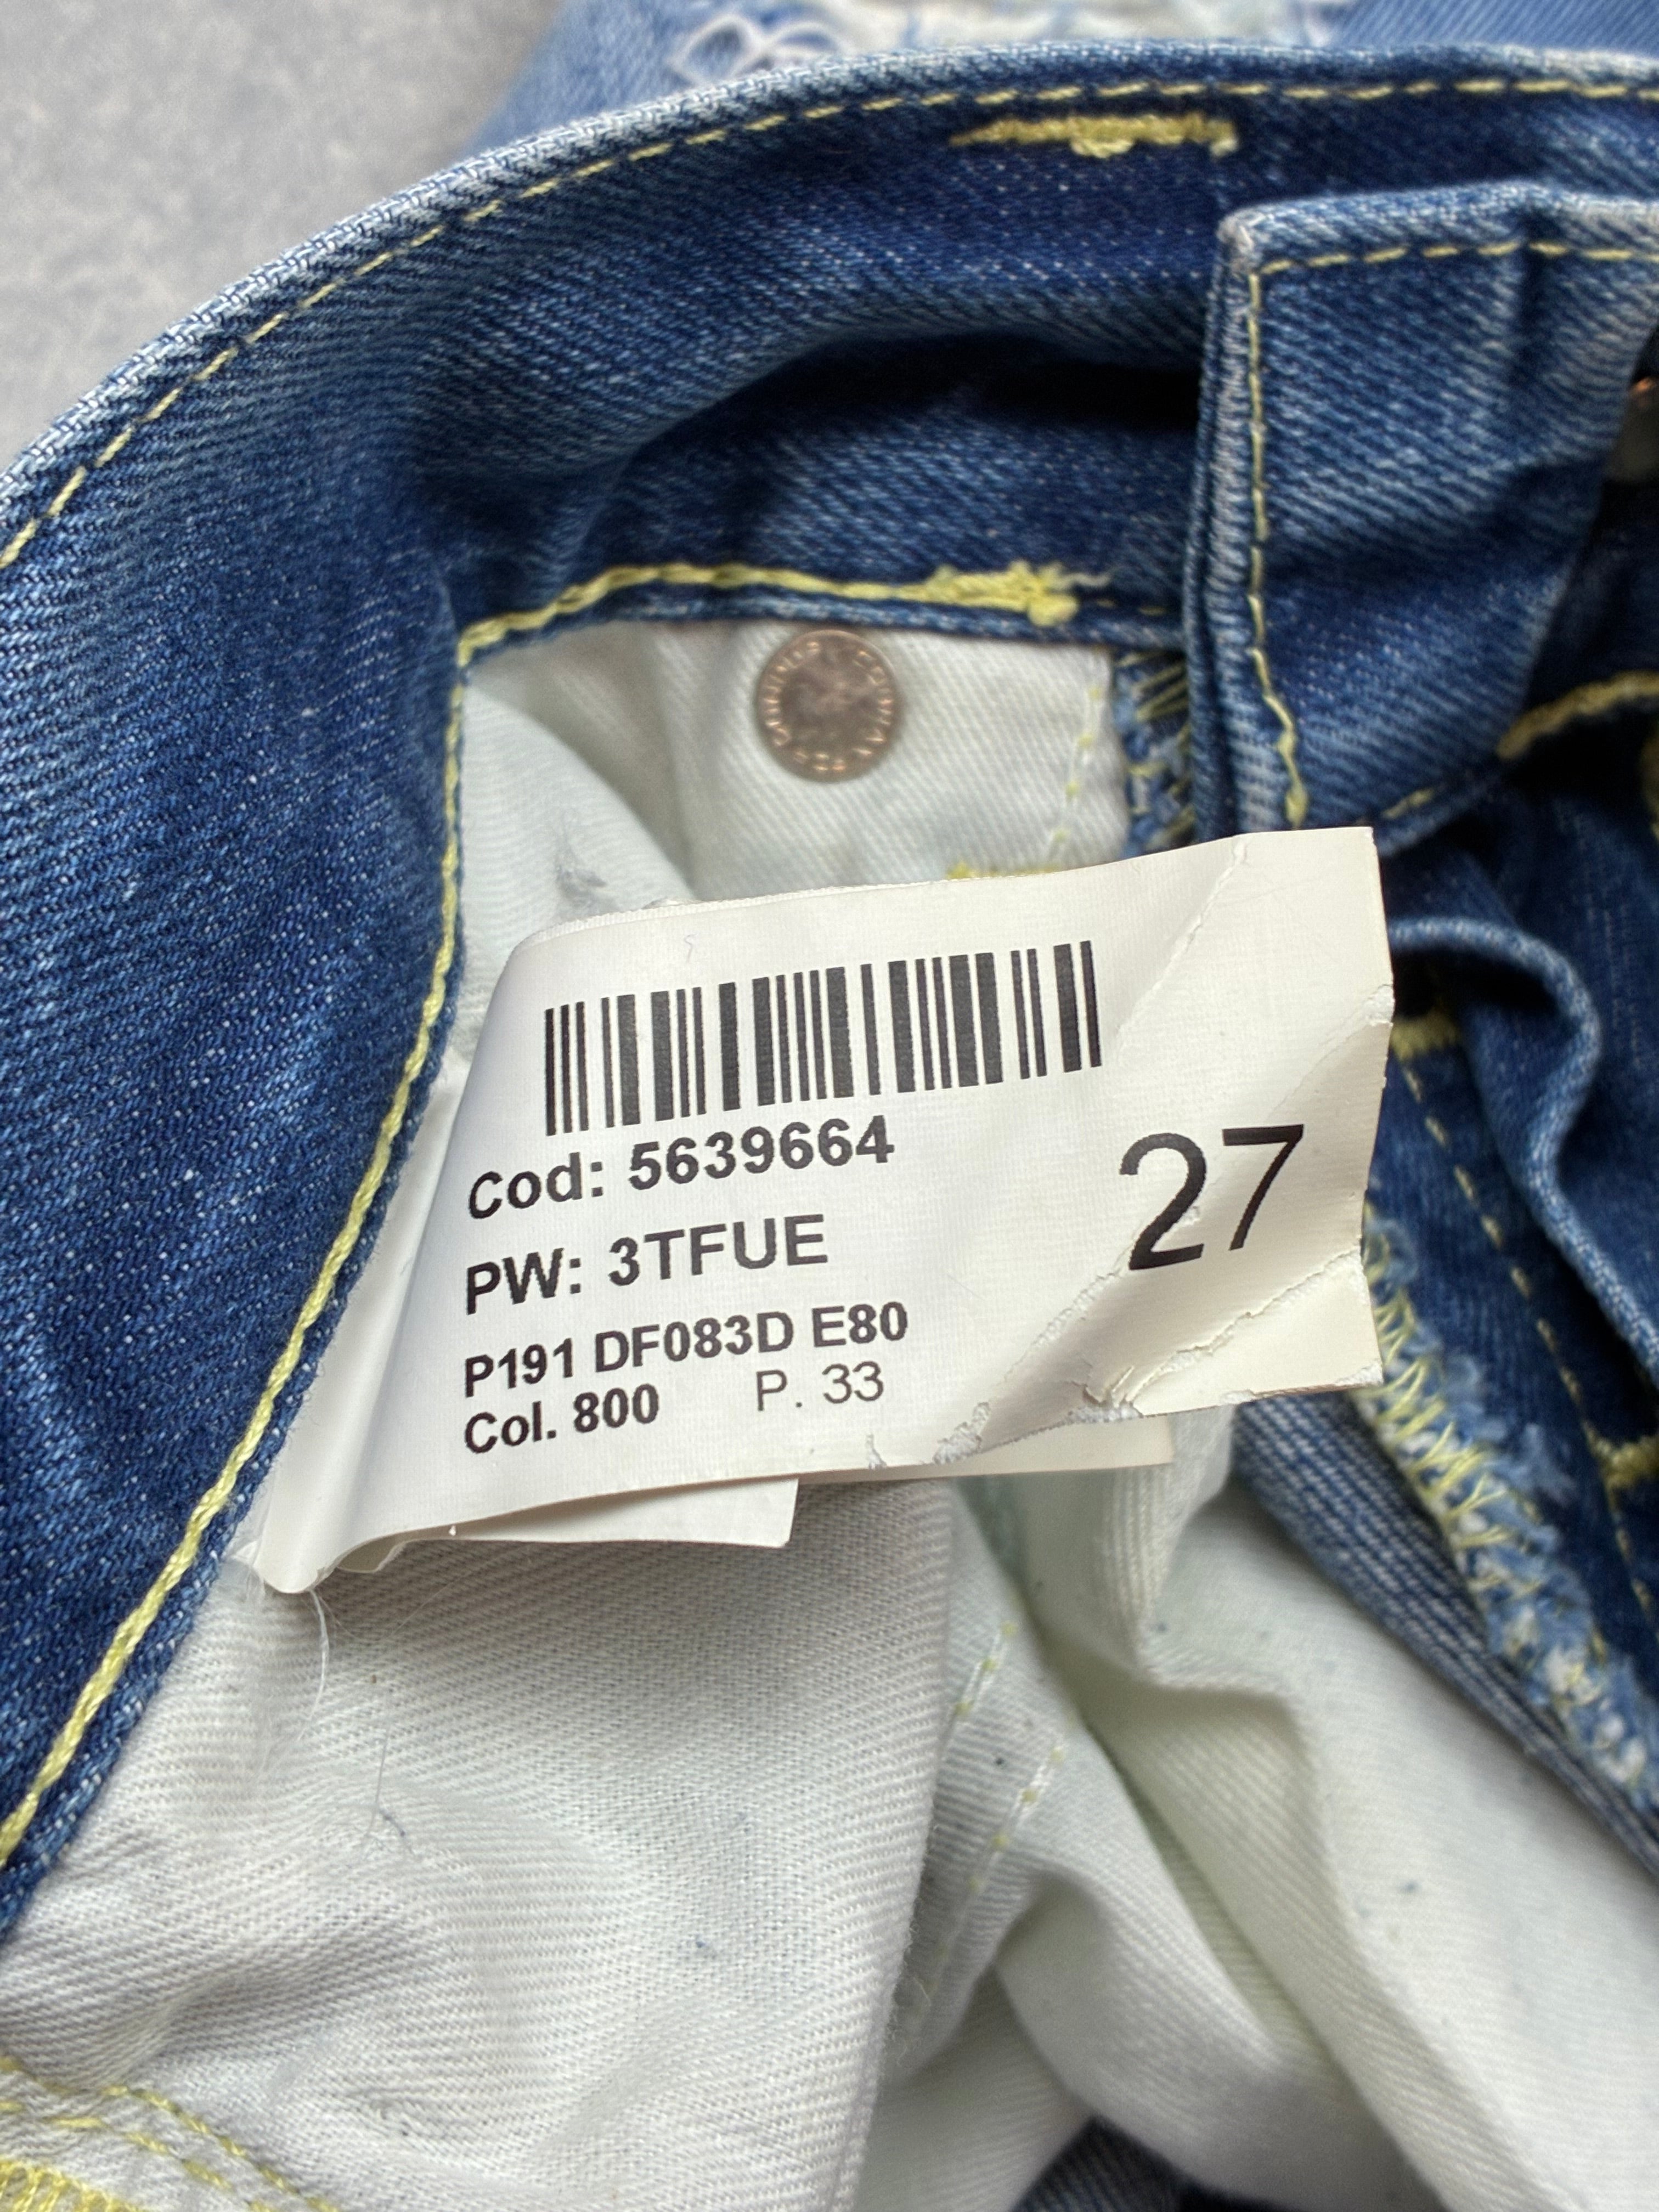 Cod: 5639664
PW: 3TFUE
27
P191 DF083D E80
Col. 800 P. 33